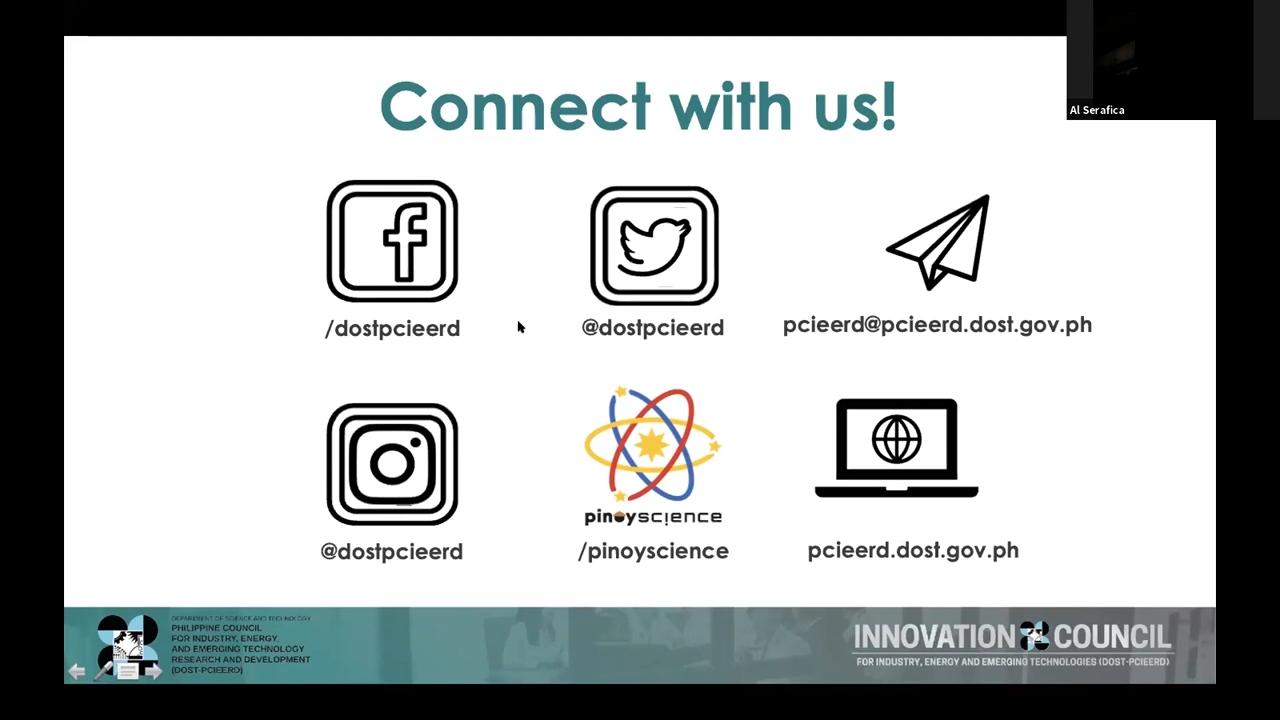 Connect with us!
Al Serafica
/dostpcieerd
@dostpcieerd
pcieerd@pcieerd.dost.gov.ph
pinoyscience
@dostpcieerd
/pinoyscience
pcieerd.dost.gov.ph
DEPARTMENT OF SCIENCE AND TECHNOLOGY
PHILIPPINE COUNCIL
FOR INDUSTRY, ENERGY,
AND EMERGING TECHNOLOGY
RESEARCH AND DEVELOPMENT
(DOST-PCIEERD)
INNOVATION COUNCIL
FOR INDUSTRY, ENERGY AND EMERGING TECHNOLOGIES (DOST-PCIEERD)